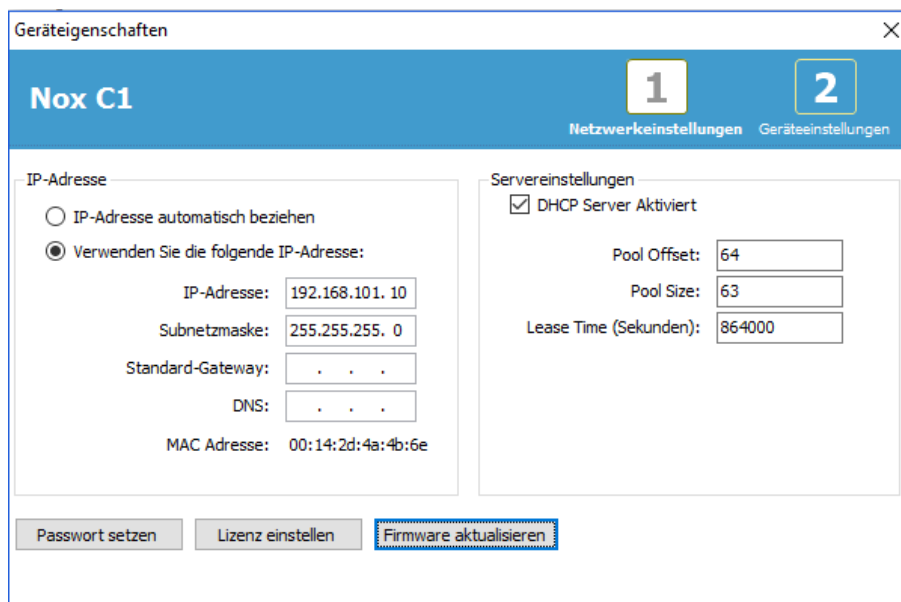 Geräteigenschaften
Nox C1
1
Netzwerkeinstellungen
2
Geräteeinstellungen
IP-Adresse
IP-Adresse automatisch beziehen
Verwenden Sie die folgende IP-Adresse:
IP-Adresse: 192.168.101. 10
Subnetzmaske: 255.255.255. 0
Standard-Gateway: . . .
DNS: . . .
MAC Adresse: 00:14:2d:4a:4b:6e
Servereinstellungen
DHCP Server Aktiviert
Pool Offset: 64
Pool Size: 63
Lease Time (Sekunden): 864000
Passwort setzen
Lizenz einstellen
Firmware aktualisieren